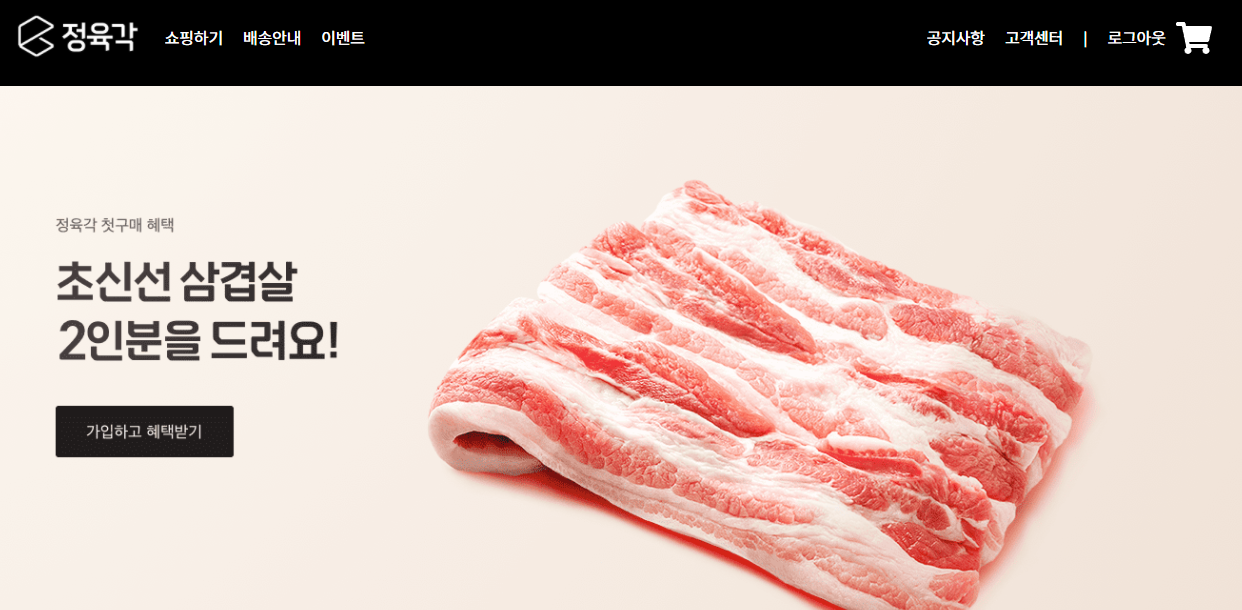 정육각 쇼핑하기 배송안내 이벤트 공지사항 고객센터 | 로그아웃
정육각 첫구매 혜택
초신선 삼겹살
2인분을 드려요!
가입하고 혜택받기